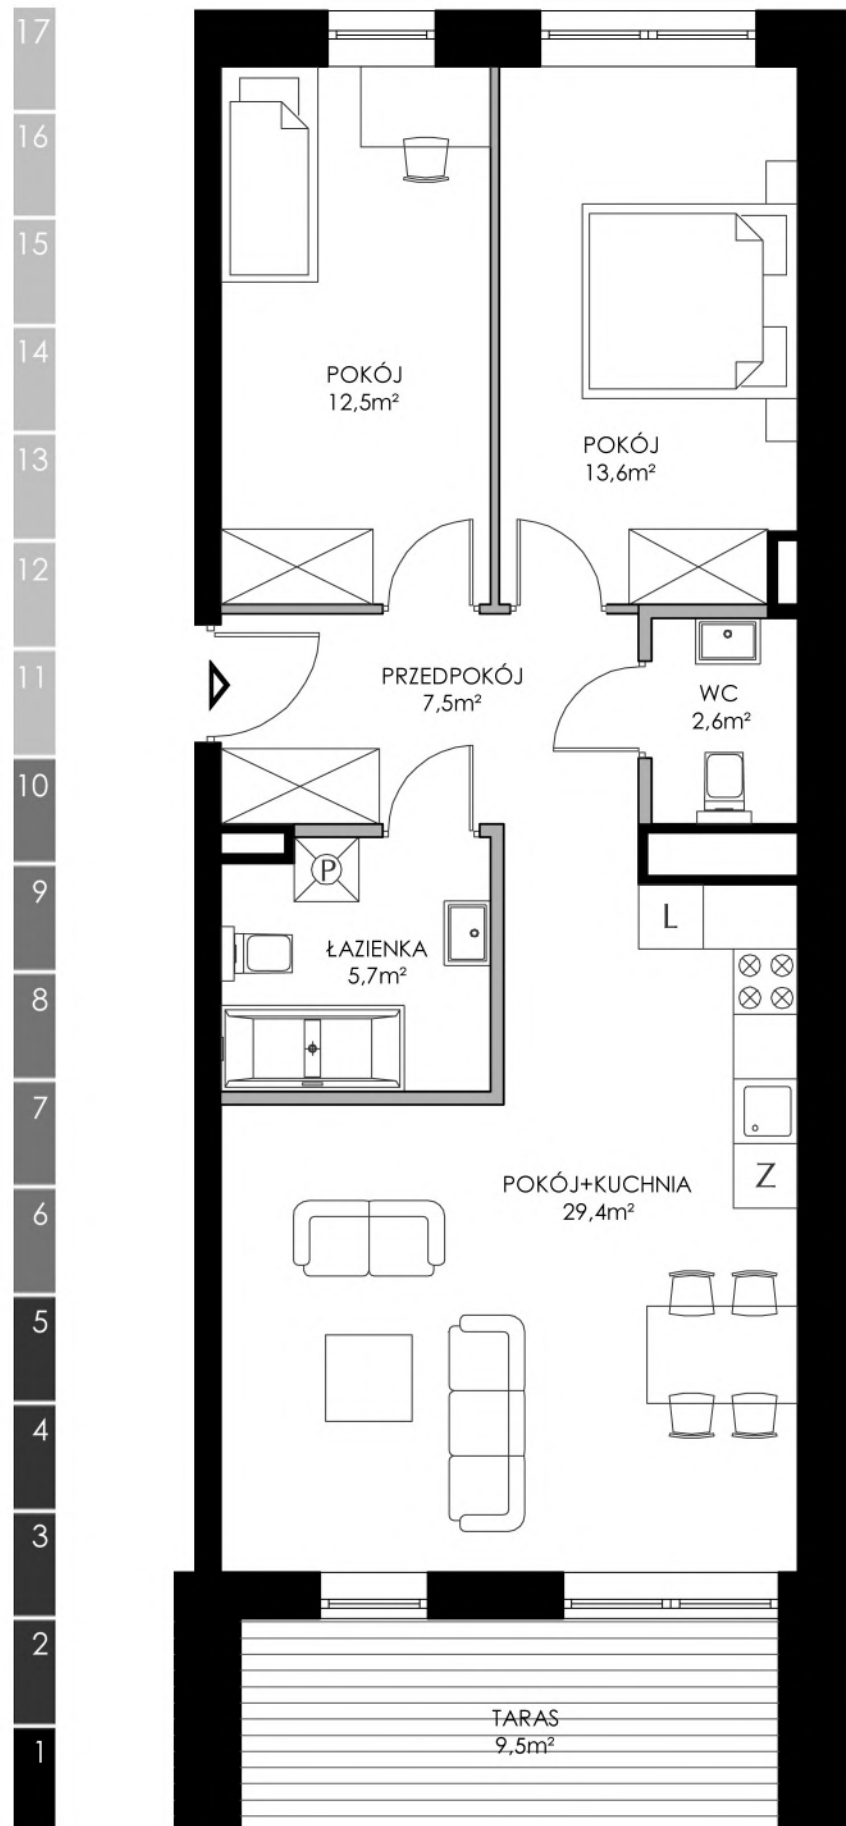 17
16
15
14
13
12
11
10
9
8
7
6
5
4
3
2
1
POKÓJ
12,5m²
POKÓJ
13,6m²
PRZEDPOKÓJ
7,5m²
WC
2,6m²
P
ŁAZIENKA
5,7m²
L
Z
POKÓJ+KUCHNIA
29,4m²
TARAS
9,5m²